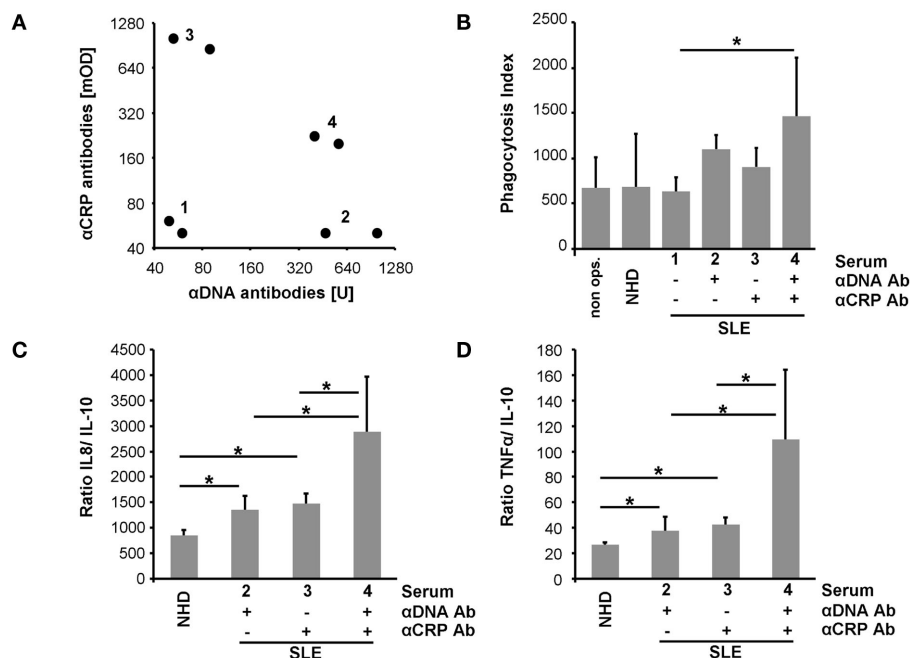 A
αCRP antibodies [mOD]
1280
640
320
160
80
40
3
4
1
2
40 80 160 320 640 1280
αDNA antibodies [U]
B
Phagocytosis Index
2500
2000
1500
1000
500
0
*
non ops. NHD 1 2 3 4 Serum
- + - + αDNA Ab
- - + + αCRP Ab
SLE
C
Ratio IL8/ IL-10
4500
4000
3500
3000
2500
2000
1500
1000
500
0
*
*
*
*
NHD 2 3 4 Serum
+ - + αDNA Ab
- + + αCRP Ab
SLE
D
Ratio TNFα/ IL-10
180
160
140
120
100
80
60
40
20
0
*
*
*
*
NHD 2 3 4 Serum
+ - + αDNA Ab
- + + αCRP Ab
SLE